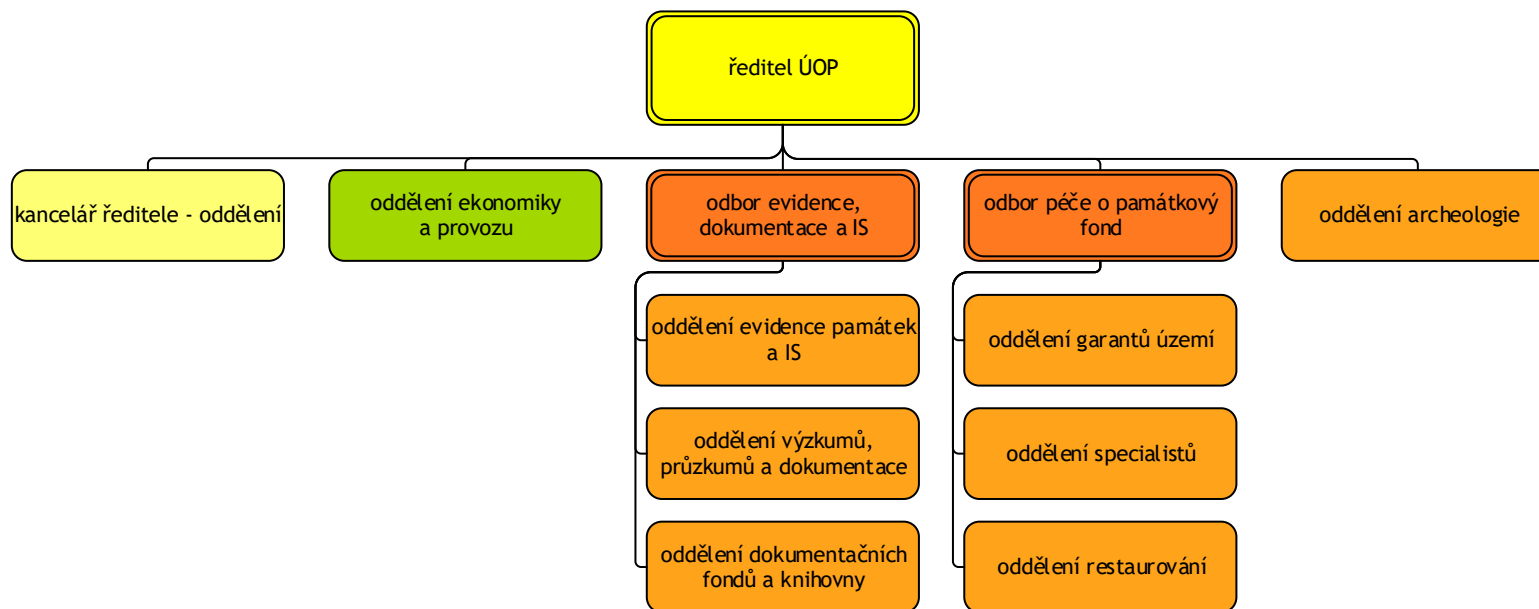 ředitel ÚOP
kancelář ředitele - oddělení
oddělení ekonomiky
a provozu
odbor evidence,
dokumentace a IS
odbor péče o památkový
fond
oddělení archeologie
oddělení evidence památek
a IS
oddělení výzkumů,
průzkumů a dokumentace
oddělení dokumentačních
fondů a knihovny
oddělení garantů území
oddělení specialistů
oddělení restaurování